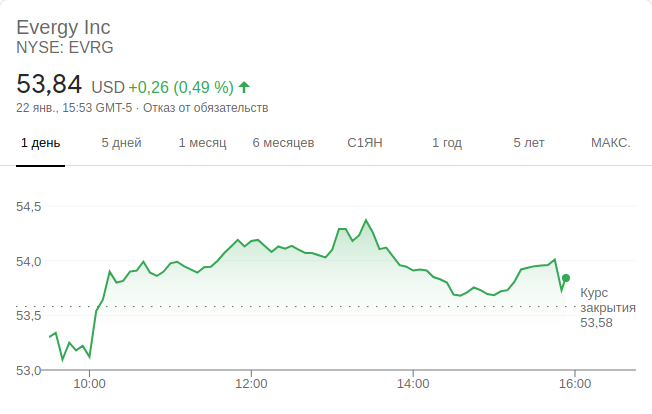 Evergy Inc
NYSE: EVRG
53,84 USD +0,26 (0,49 %)
22 янв., 15:53 GMT-5 · Отказ от обязательств
1 день 5 дней 1 месяц 6 месяцев С1ЯН 1 год 5 лет МАКС.
54,5
54,0
53,5
53,0
Курс
закрытия
53,58
10:00 12:00 14:00 16:00